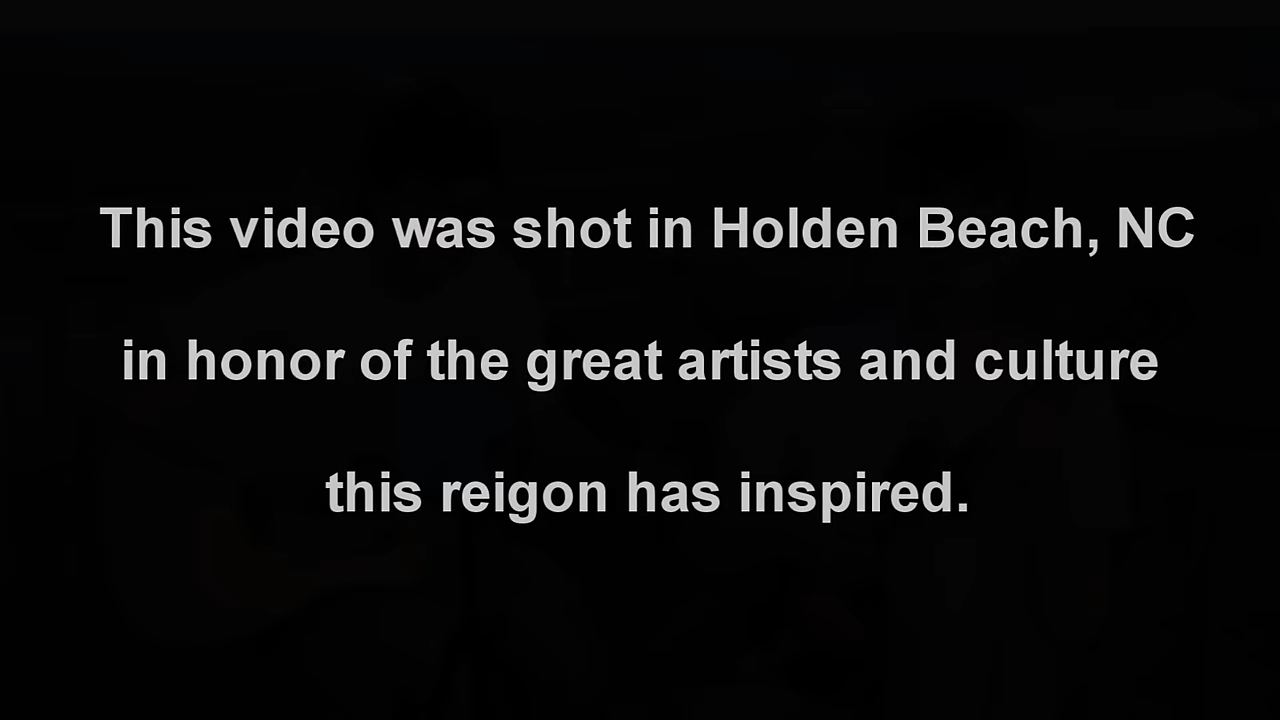 This video was shot in Holden Beach, NC
in honor of the great artists and culture
this reigon has inspired.